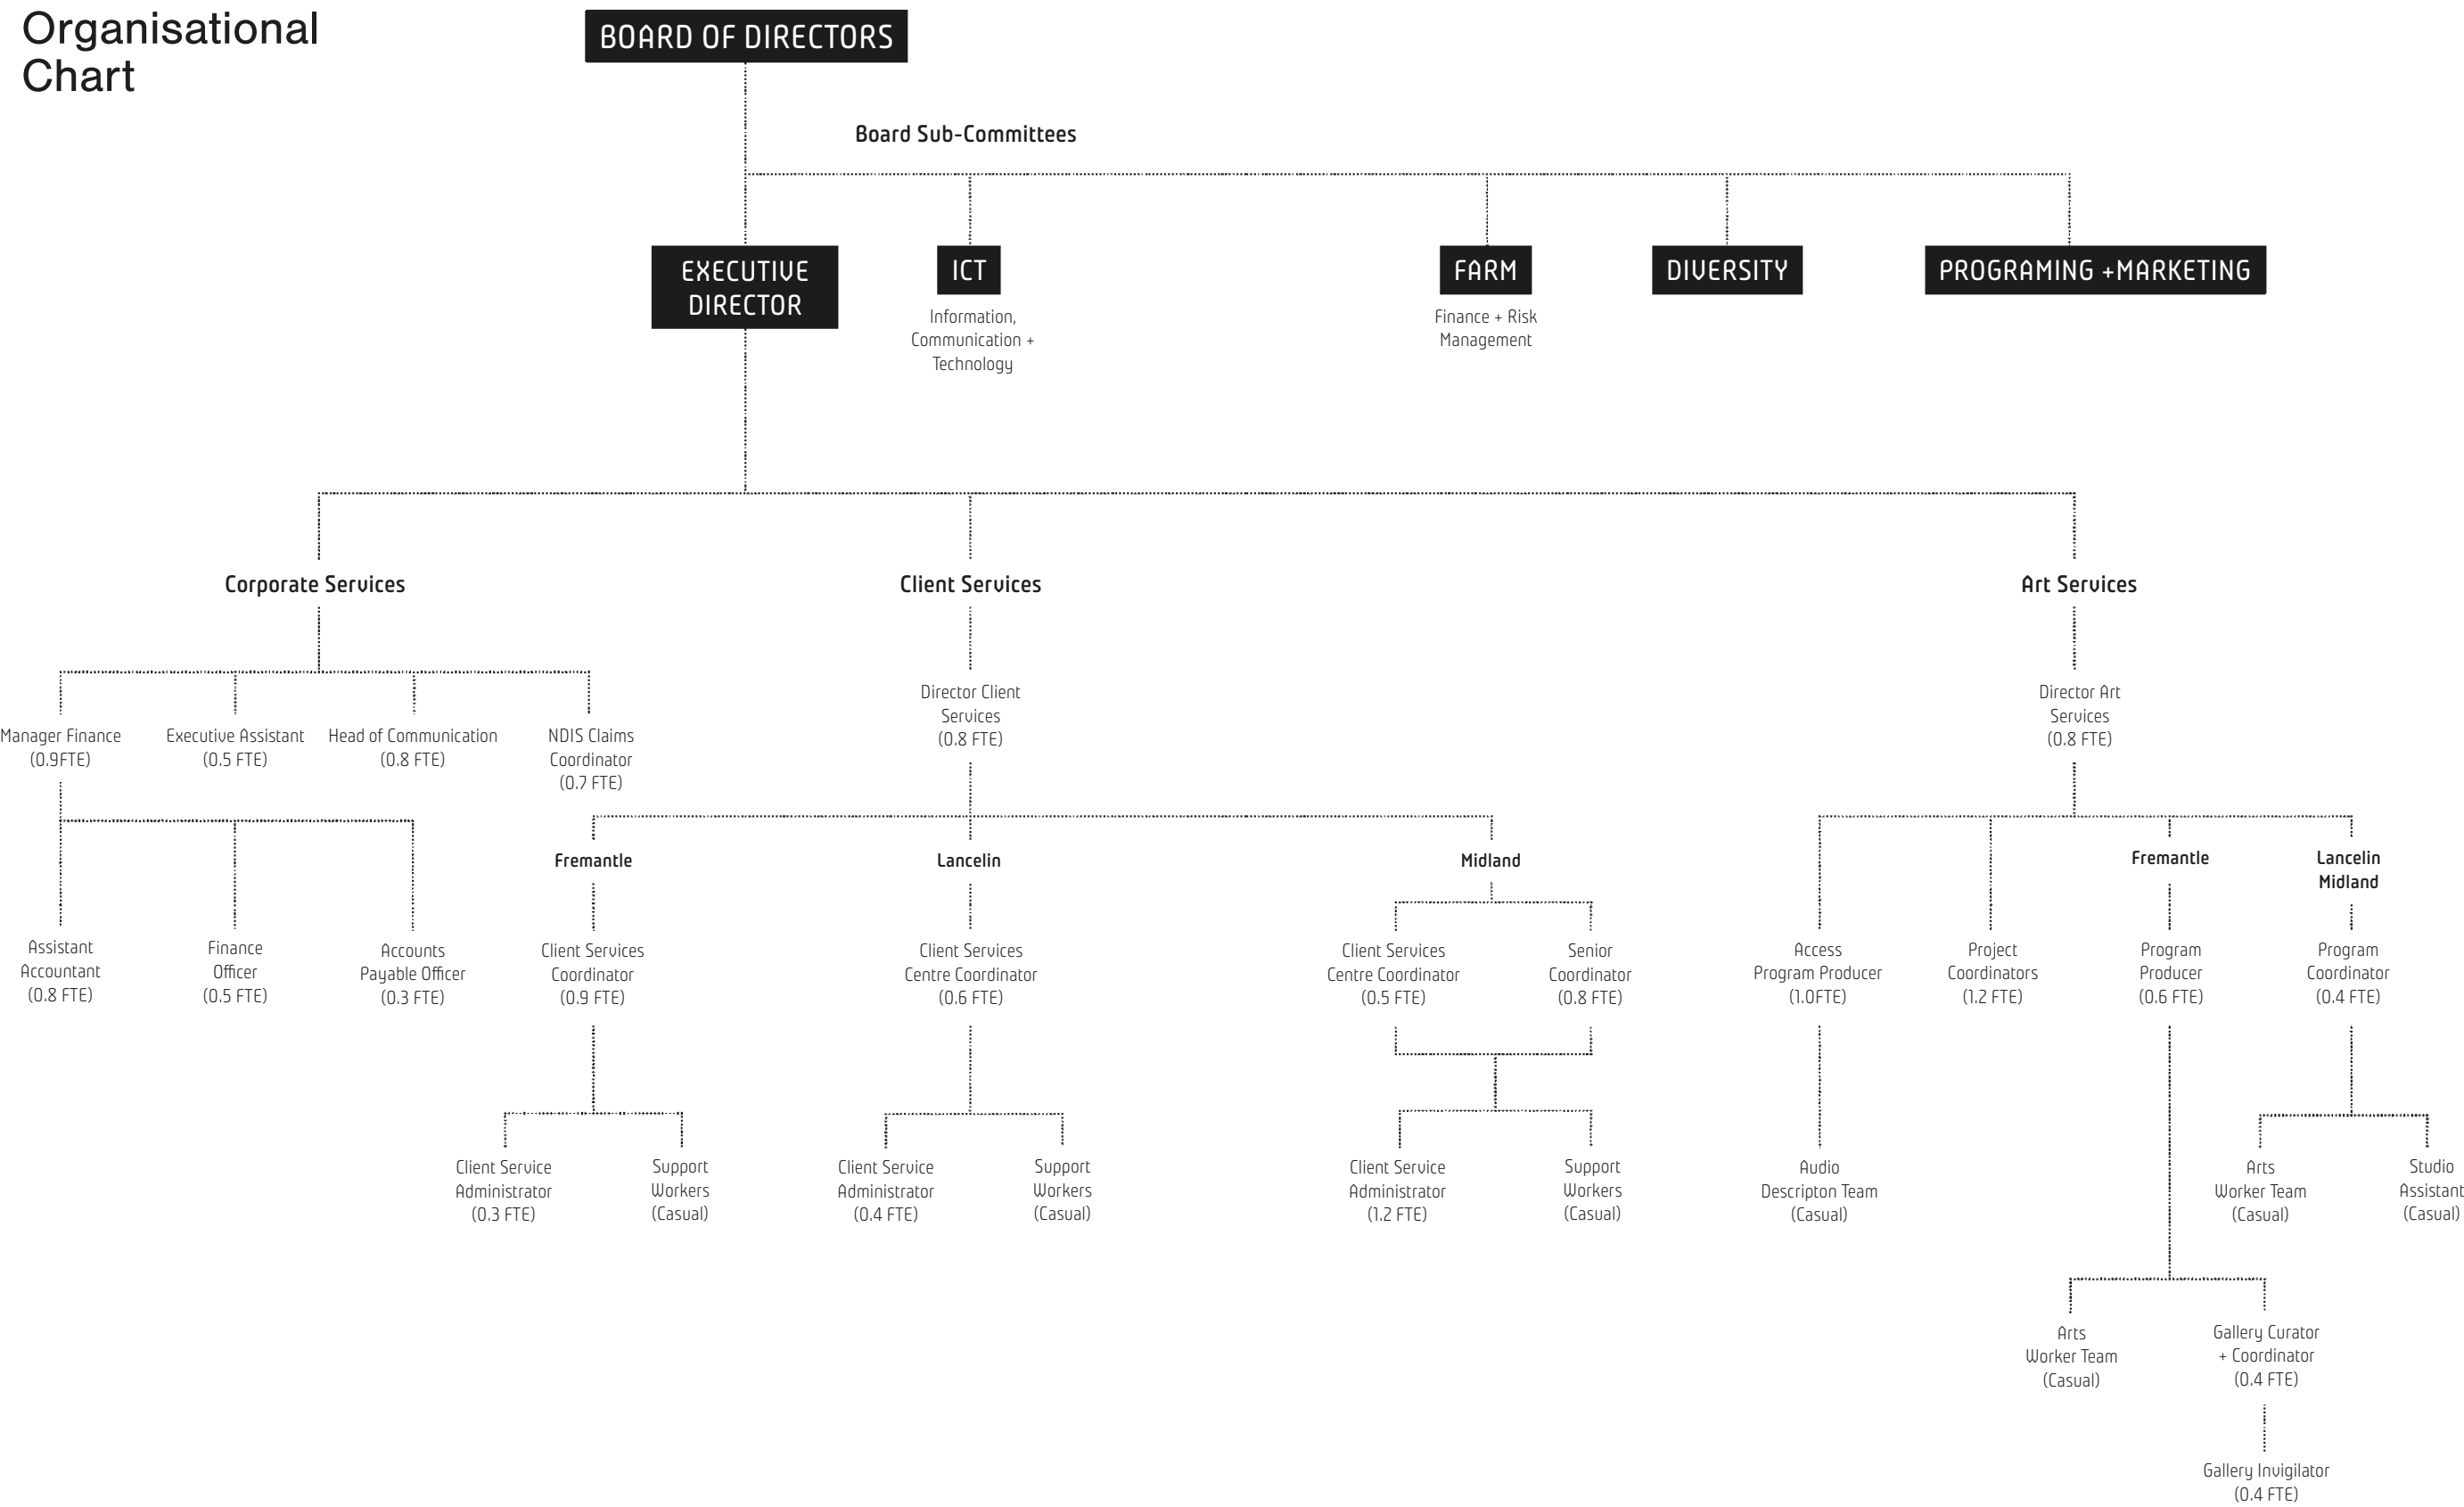 Organisational
Chart
BOARD OF DIRECTORS
Board Sub-Committees
EXECUTIVE
DIRECTOR
ICT
Information,
Communication +
Technology
FARM
Finance + Risk
Management
DIVERSITY
PROGRAMING +MARKETING
Corporate Services
Client Services
Art Services
Manager Finance
(0.9FTE)
Executive Assistant
(0.5 FTE)
Head of Communication
(0.8 FTE)
NDIS Claims
Coordinator
(0.7 FTE)
Director Client
Services
(0.8 FTE)
Director Art
Services
(0.8 FTE)
Fremantle
Lancelin
Midland
Fremantle
Lancelin
Midland
Assistant
Accountant
(0.8 FTE)
Finance
Officer
(0.5 FTE)
Accounts
Payable Officer
(0.3 FTE)
Client Services
Coordinator
(0.9 FTE)
Client Services
Centre Coordinator
(0.6 FTE)
Client Services
Centre Coordinator
(0.5 FTE)
Senior
Coordinator
(0.8 FTE)
Access
Program Producer
(1.0FTE)
Project
Coordinators
(1.2 FTE)
Program
Producer
(0.6 FTE)
Program
Coordinator
(0.4 FTE)
Client Service
Administrator
(0.3 FTE)
Support
Workers
(Casual)
Client Service
Administrator
(0.4 FTE)
Support
Workers
(Casual)
Client Service
Administrator
(1.2 FTE)
Support
Workers
(Casual)
Audio
Descripton Team
(Casual)
Arts
Worker Team
(Casual)
Studio
Assistant
(Casual)
Arts
Worker Team
(Casual)
Gallery Curator
+ Coordinator
(0.4 FTE)
Gallery Invigilator
(0.4 FTE)